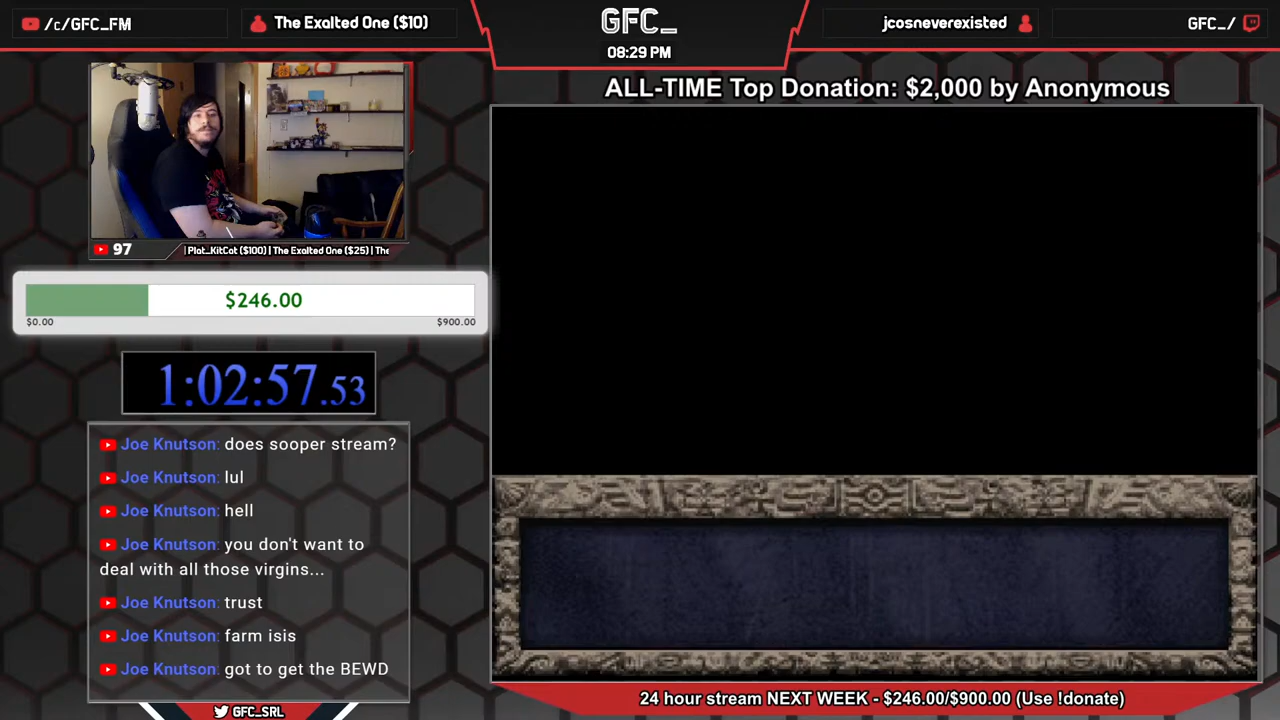 /c/GFC_FM
The Exalted One ($10)
GFC_
08:29 PM
jcosneverexisted
GFC_/
ALL-TIME Top Donation: $2,000 by Anonymous
97
| Plat_KitCat ($100) | The Exalted One ($25) | The
$246.00
$0.00
$900.00
1:02:57.53
Joe Knutson: does sooper stream?
Joe Knutson: lul
Joe Knutson: hell
Joe Knutson: you don't want to
deal with all those virgins...
Joe Knutson: trust
Joe Knutson: farm isis
Joe Knutson: got to get the BEWD
GFC_SRL
24 hour stream NEXT WEEK - $246.00/$900.00 (Use !donate)